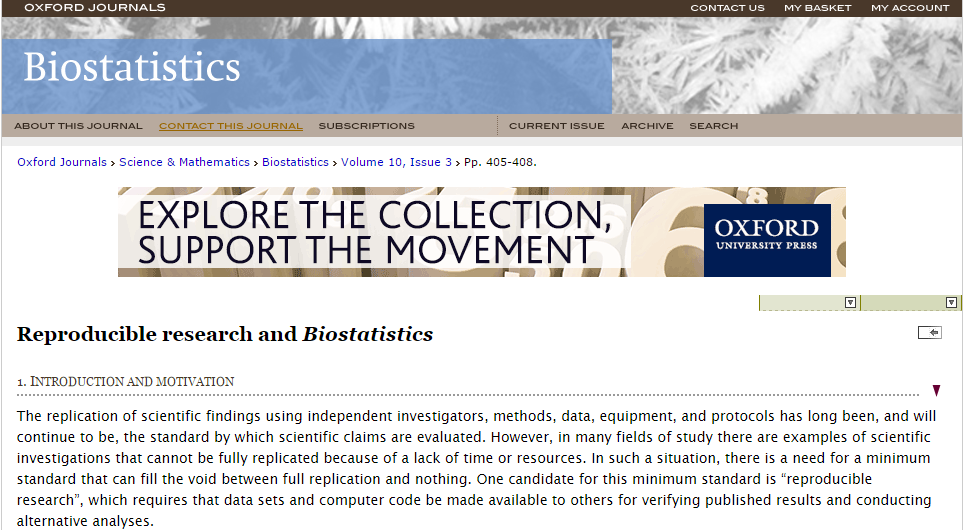 OXFORD JOURNALS
CONTACT US MY BASKET MY ACCOUNT
Biostatistics
ABOUT THIS JOURNAL CONTACT THIS JOURNAL SUBSCRIPTIONS CURRENT ISSUE ARCHIVE SEARCH
Oxford Journals > Science & Mathematics > Biostatistics > Volume 10, Issue 3 > Pp. 405-408.
EXPLORE THE COLLECTION,
SUPPORT THE MOVEMENT
OXFORD
UNIVERSITY PRESS
Reproducible research and Biostatistics
1. INTRODUCTION AND MOTIVATION
The replication of scientific findings using independent investigators, methods, data, equipment, and protocols has long been, and will
continue to be, the standard by which scientific claims are evaluated. However, in many fields of study there are examples of scientific
investigations that cannot be fully replicated because of a lack of time or resources. In such a situation, there is a need for a minimum
standard that can fill the void between full replication and nothing. One candidate for this minimum standard is “reproducible
research”, which requires that data sets and computer code be made available to others for verifying published results and conducting
alternative analyses.